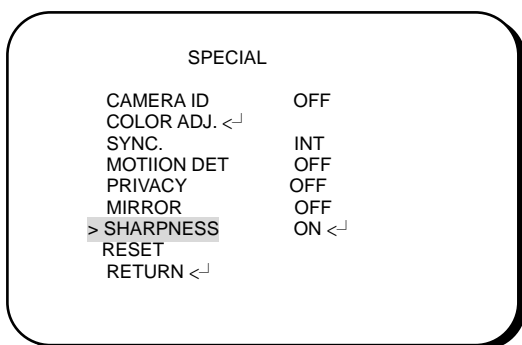 SPECIAL
CAMERA ID OFF
COLOR ADJ. <┘
SYNC. INT
MOTIION DET OFF
PRIVACY OFF
MIRROR OFF
> SHARPNESS ON <┘
RESET
RETURN <┘